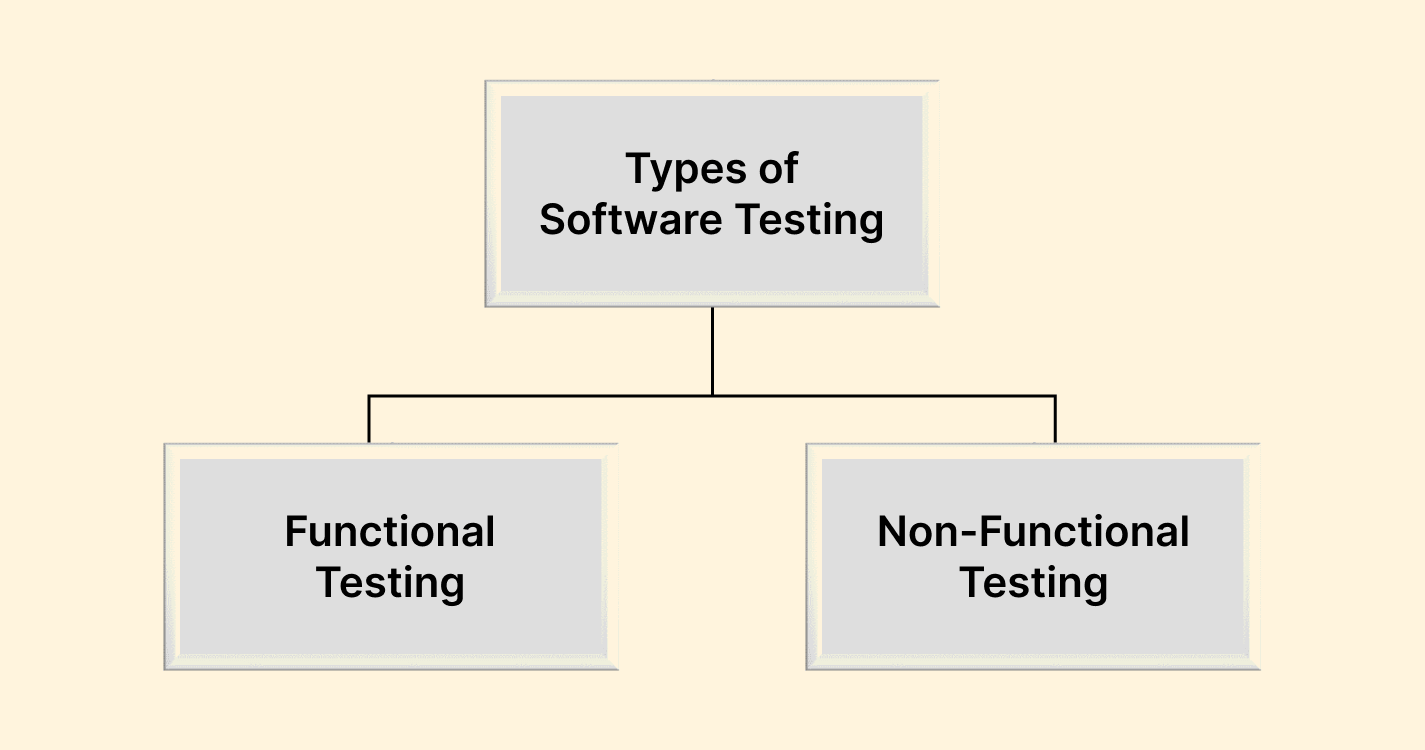 Types of
Software Testing
Functional
Testing
Non-Functional
Testing